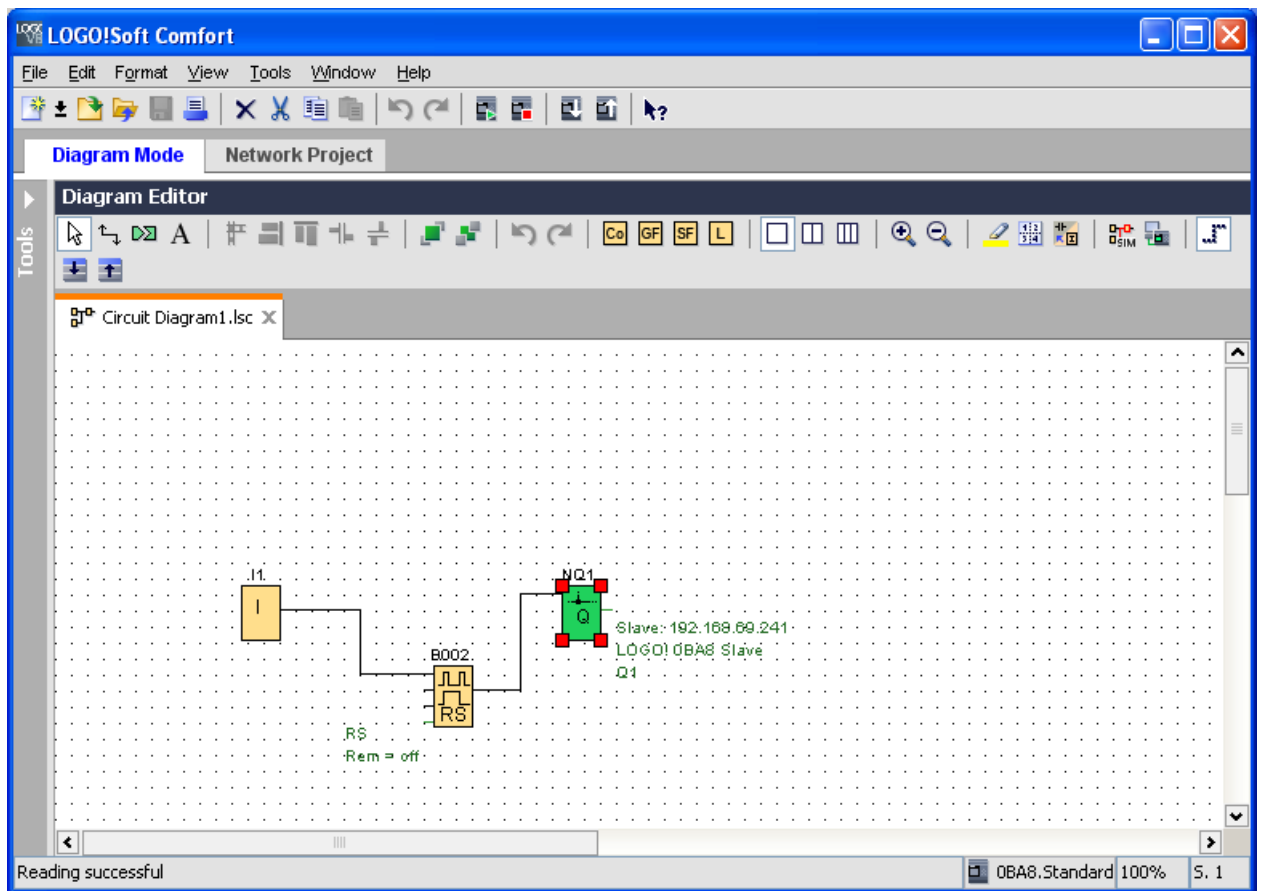 LOGO!Soft Comfort
File Edit Format View Tools Window Help
Diagram Mode Network Project
Tools
Diagram Editor
A Co GF SF L SIM
Circuit Diagram1.lsc
I1
I
NQ1
Q
Slave: 192.169.69.241
LOGO! 0BA8 Slave
Q1
B002
RS
RS
Rem = off
Reading successful 0BA8.Standard 100% S. 1